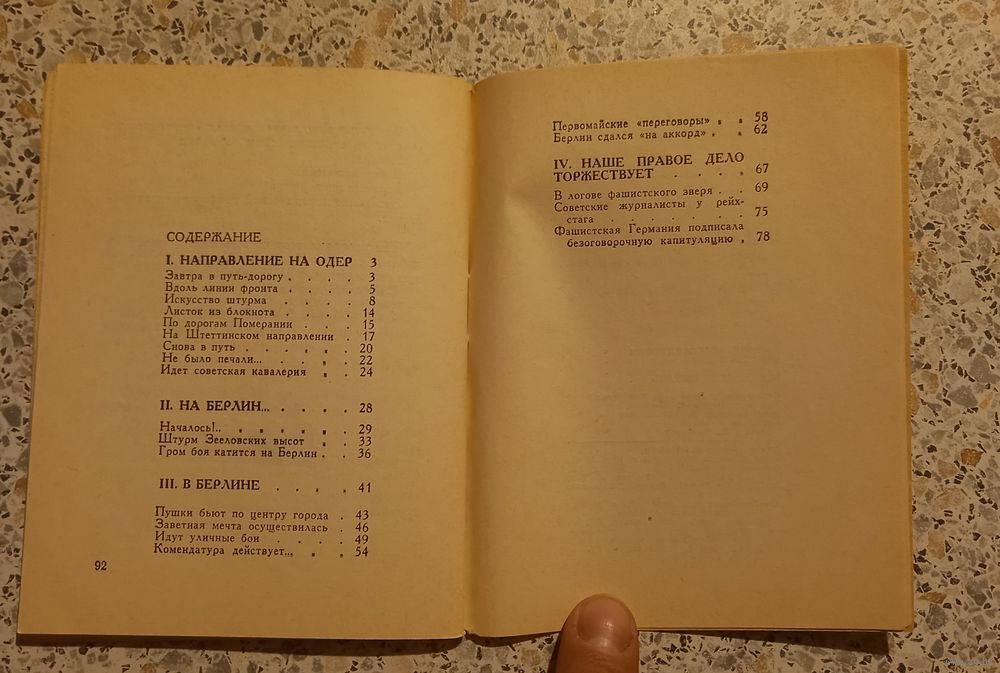 СОДЕРЖАНИЕ
I. НАПРАВЛЕНИЕ НА ОДЕР 3
Завтра в путь-дорогу . . . . 3
Вдоль линии фронта . . . . 5
Искусство штурма . . . . 8
Листок из блокнота . . . . 14
По дорогам Померании . . . 15
На Штеттинском направлении . 17
Снова в путь . . . . . . 20
Не было печали... . . . . 22
Идет советская кавалерия . . 24
II. НА БЕРЛИН... . . . . 28
Началось!.. . . . . . . 29
Штурм Зееловских высот . . 33
Гром боя катится на Берлин . . 36
III. В БЕРЛИНЕ . . . . 41
Пушки бьют по центру города . 43
Заветная мечта осуществилась . 46
Идут уличные бои . . . . 49
Комендатура действует... . . 54
92
Первомайские «переговоры» . . 58
Берлин сдался «на аккорд» . . 62
IV. НАШЕ ПРАВОЕ ДЕЛО
ТОРЖЕСТВУЕТ . . . . 67
В логове фашистского зверя . . 69
Советские журналисты у рейх-
стага . . . . . . . 75
Фашистская Германия подписала
безоговорочную капитуляцию . 78